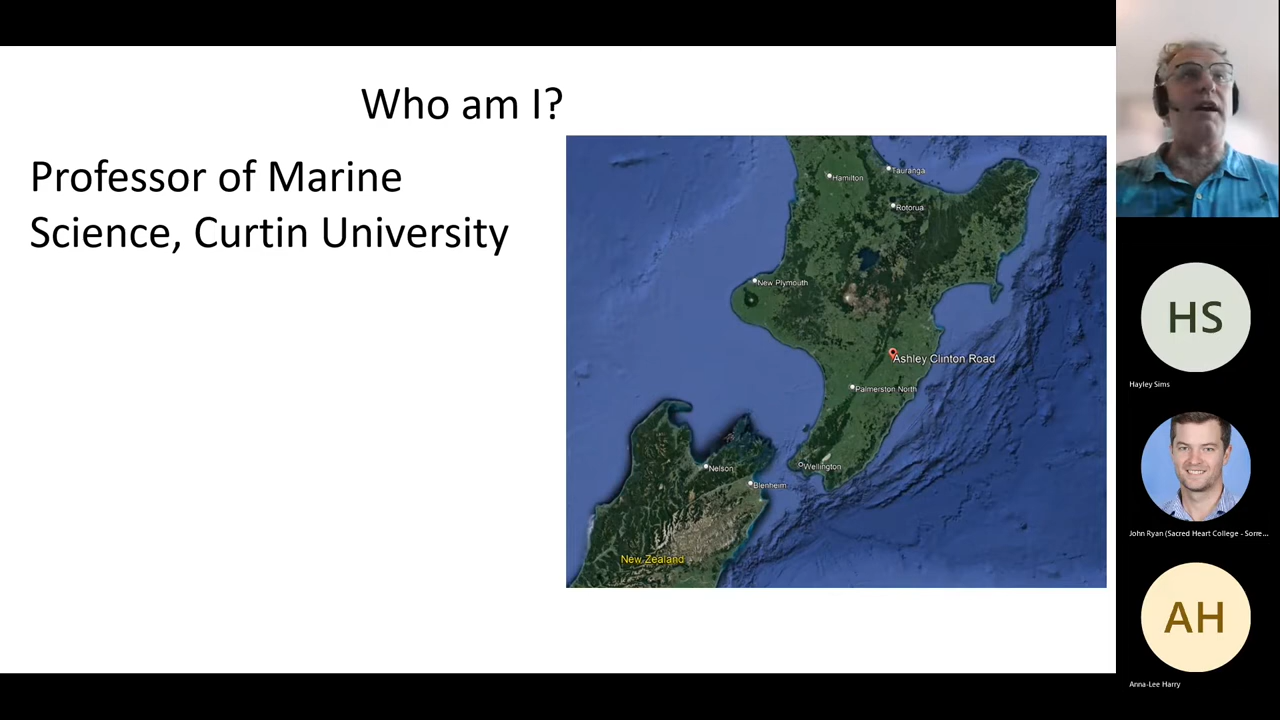 Who am I?
Professor of Marine
Science, Curtin University
Hamilton
Tauranga
Rotorua
New Plymouth
Ashley Clinton Road
Palmerston North
Nelson
Wellington
Blenheim
New Zealand
HS
Hayley Sims
John Ryan (Sacred Heart College - Sorre...
AH
Anna-Lee Harry